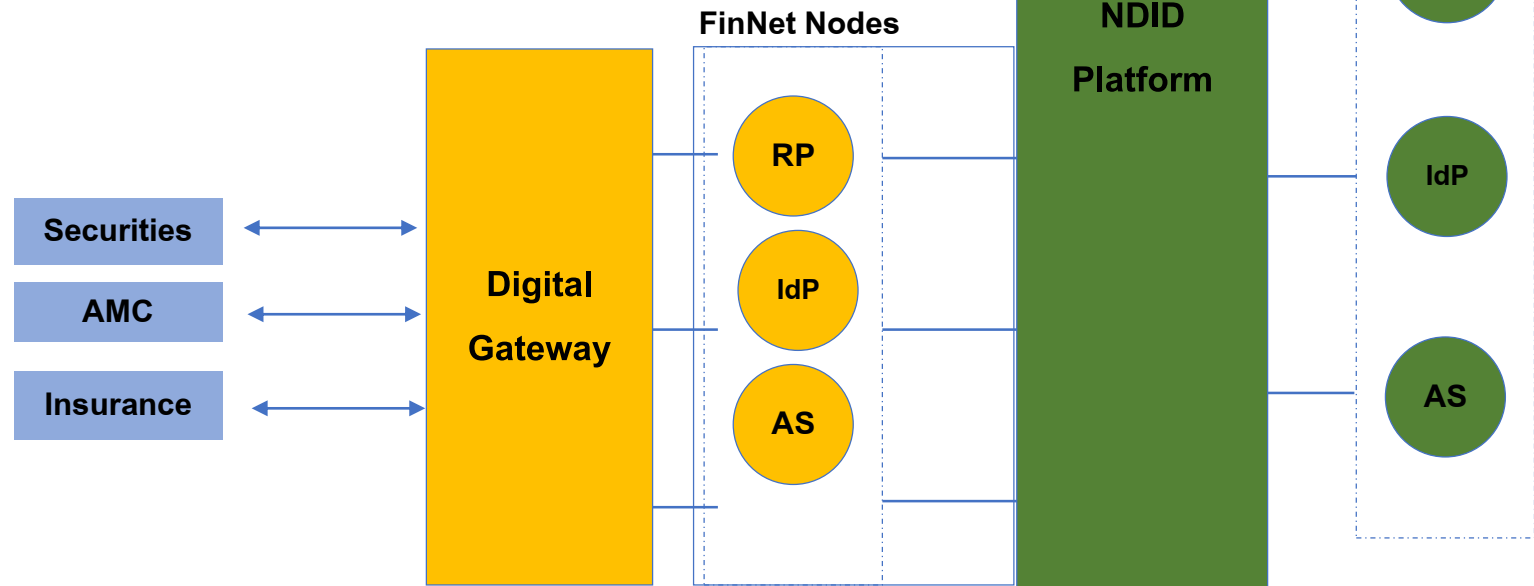 FinNet Nodes
NDID
Platform
RP
IdP
Securities
Digital
Gateway
IdP
AMC
Insurance
AS
AS